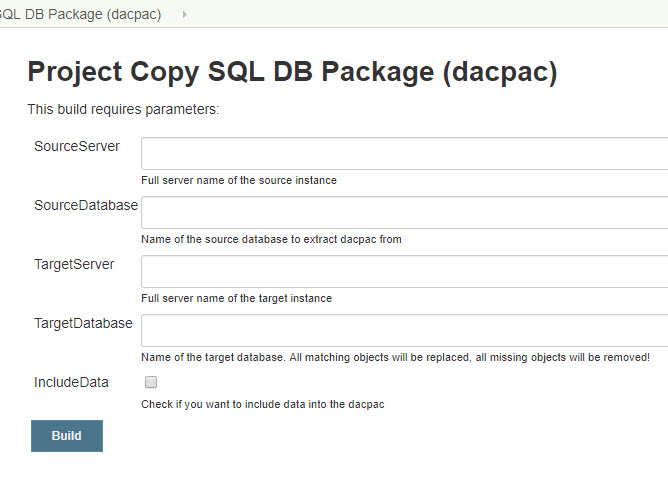 SQL DB Package (dacpac)
Project Copy SQL DB Package (dacpac)
This build requires parameters:
SourceServer
Full server name of the source instance
SourceDatabase
Name of the source database to extract dacpac from
TargetServer
Full server name of the target instance
TargetDatabase
Name of the target database. All matching objects will be replaced, all missing objects will be removed!
IncludeData
Check if you want to include data into the dacpac
Build